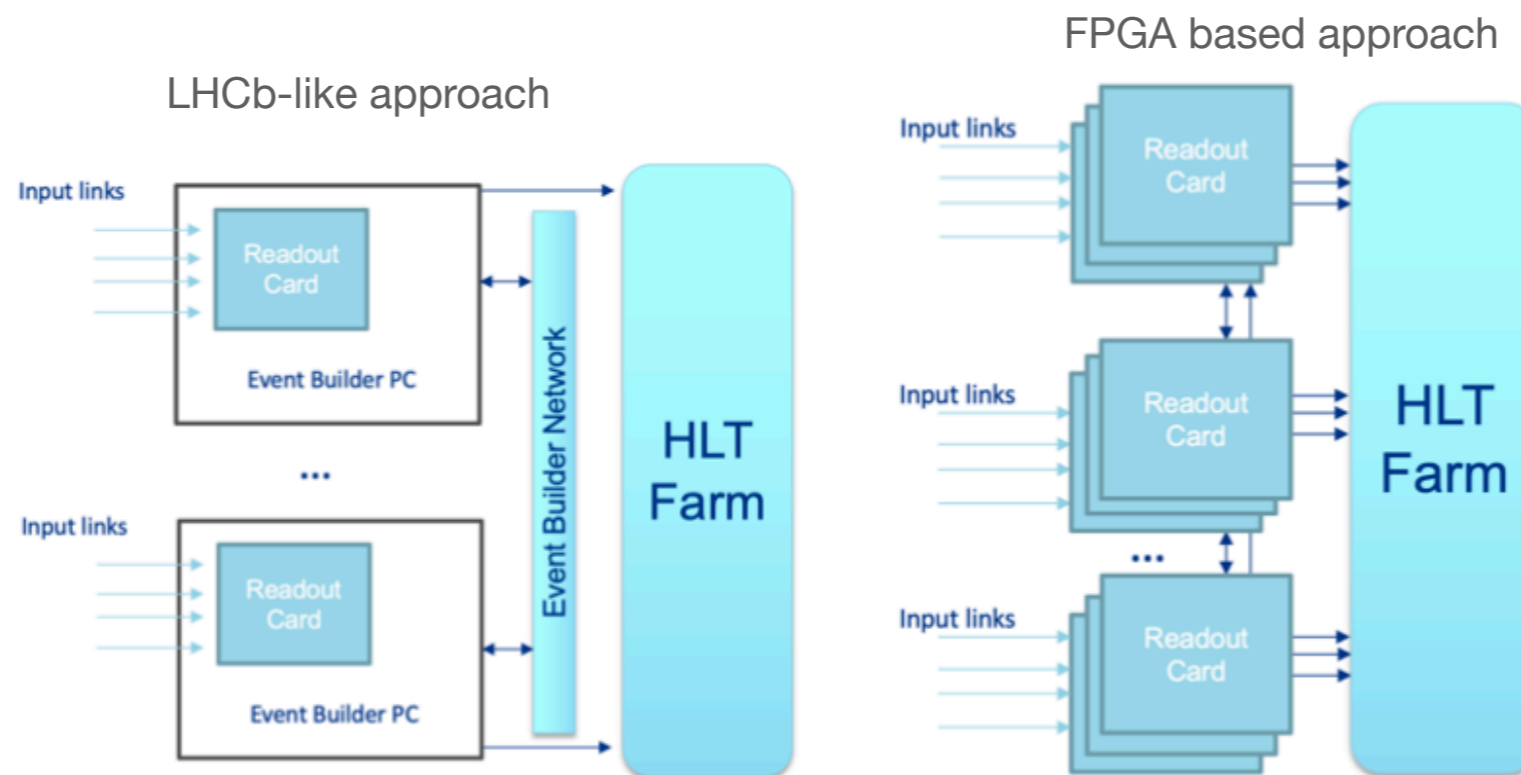 LHCb-like approach
Input links
Readout
Card
Event Builder PC
...
Input links
Readout
Card
Event Builder PC
Event Builder Network
HLT
Farm
FPGA based approach
Input links
Readout
Card
Input links
Readout
Card
...
Input links
Readout
Card
HLT
Farm